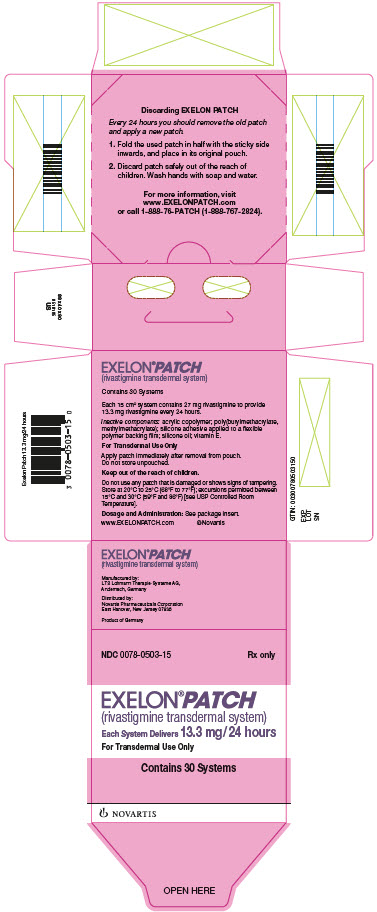 Discarding EXELON PATCH
Every 24 hours you should remove the old patch
and apply a new patch.
1. Fold the used patch in half with the sticky side
inwards, and place in its original pouch.
2. Discard patch safely out of the reach of
children. Wash hands with soap and water.
For more information, visit
www.EXELONPATCH.com
or call 1-888-76-PATCH (1-888-767-2824).
US
EXELON®PATCH
(rivastigmine transdermal system)
Contains 30 Systems
Each 15 cm² system contains 27 mg rivastigmine to provide
13.3 mg rivastigmine every 24 hours.
Inactive components: acrylic copolymer; poly(butylmethacrylate,
methylmethacrylate); silicone adhesive applied to a flexible
polymer backing film; silicone oil; vitamin E.
For Transdermal Use Only
Apply patch immediately after removal from pouch.
Do not store unpouched.
Keep out of the reach of children.
Do not use any patch that is damaged or shows signs of tampering.
Store at 20°C to 25°C (68°F to 77°F); excursions permitted between
15°C and 30°C (59°F and 86°F) [see USP Controlled Room
Temperature].
Dosage and Administration: See package insert.
www.EXELONPATCH.com ©Novartis
Exelon Patch 13.3 mg/24 hours
3 0078-0503-15 0
GTIN: 00300780503150
EXP
LOT
SN
EXELON®PATCH
(rivastigmine transdermal system)
Manufactured by:
LTS Lohmann Therapie-Systeme AG,
Andernach, Germany
Distributed by:
Novartis Pharmaceuticals Corporation
East Hanover, New Jersey 07936
Product of Germany
NDC 0078-0503-15 Rx only
EXELON®PATCH
(rivastigmine transdermal system)
Each System Delivers 13.3 mg/24 hours
For Transdermal Use Only
Contains 30 Systems
NOVARTIS
OPEN HERE